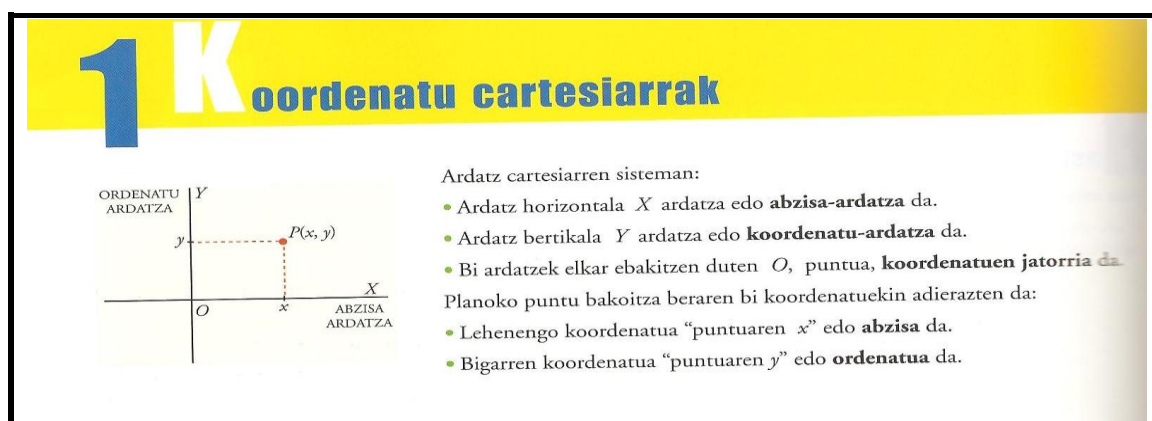 1 Koordenatu cartesiarrak
ORDENATU
ARDATZA
Y
y
P(x, y)
X
O
x
ABZISA
ARDATZA
Ardatz cartesiarren sisteman:
• Ardatz horizontala X ardatza edo abzisa-ardatza da.
• Ardatz bertikala Y ardatza edo koordenatu-ardatza da.
• Bi ardatzek elkar ebakitzen duten O, puntua, koordenatuen jatorria da.
Planoko puntu bakoitza beraren bi koordenatuekin adierazten da:
• Lehenengo koordenatua “puntuaren x” edo abzisa da.
• Bigarren koordenatua “puntuaren y” edo ordenatua da.